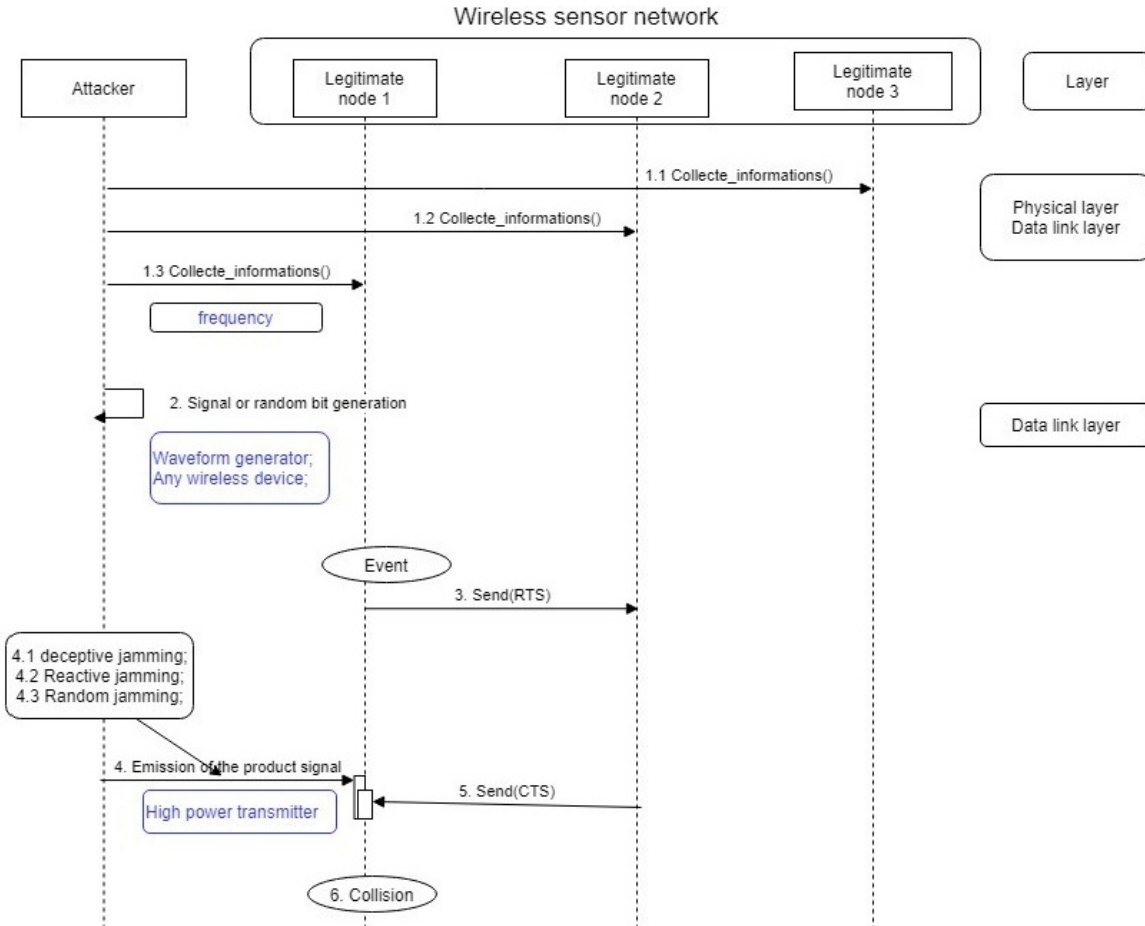 Wireless sensor network
Attacker
Legitimate
node 1
Legitimate
node 2
Legitimate
node 3
Layer
1.1 Collecte_informations()
Physical layer
Data link layer
1.2 Collecte_informations()
1.3 Collecte_informations()
frequency
2. Signal or random bit generation
Data link layer
Waveform generator;
Any wireless device;
Event
3. Send(RTS)
4.1 deceptive jamming;
4.2 Reactive jamming;
4.3 Random jamming;
4. Emission of the product signal
High power transmitter
5. Send(CTS)
6. Collision